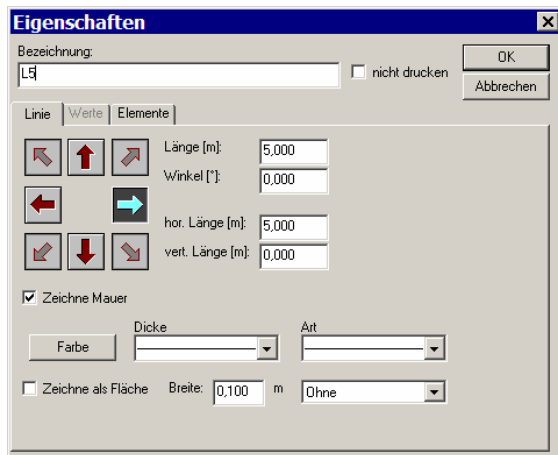 Eigenschaften
Bezeichnung:
L5
nicht drucken
OK
Abbrechen
Linie Werte Elemente
Länge [m]: 5,000
Winkel [°]: 0,000
hor. Länge [m]: 5,000
vert. Länge [m]: 0,000
Zeichne Mauer
Farbe
Dicke
Art
Zeichne als Fläche Breite: 0,100 m Ohne